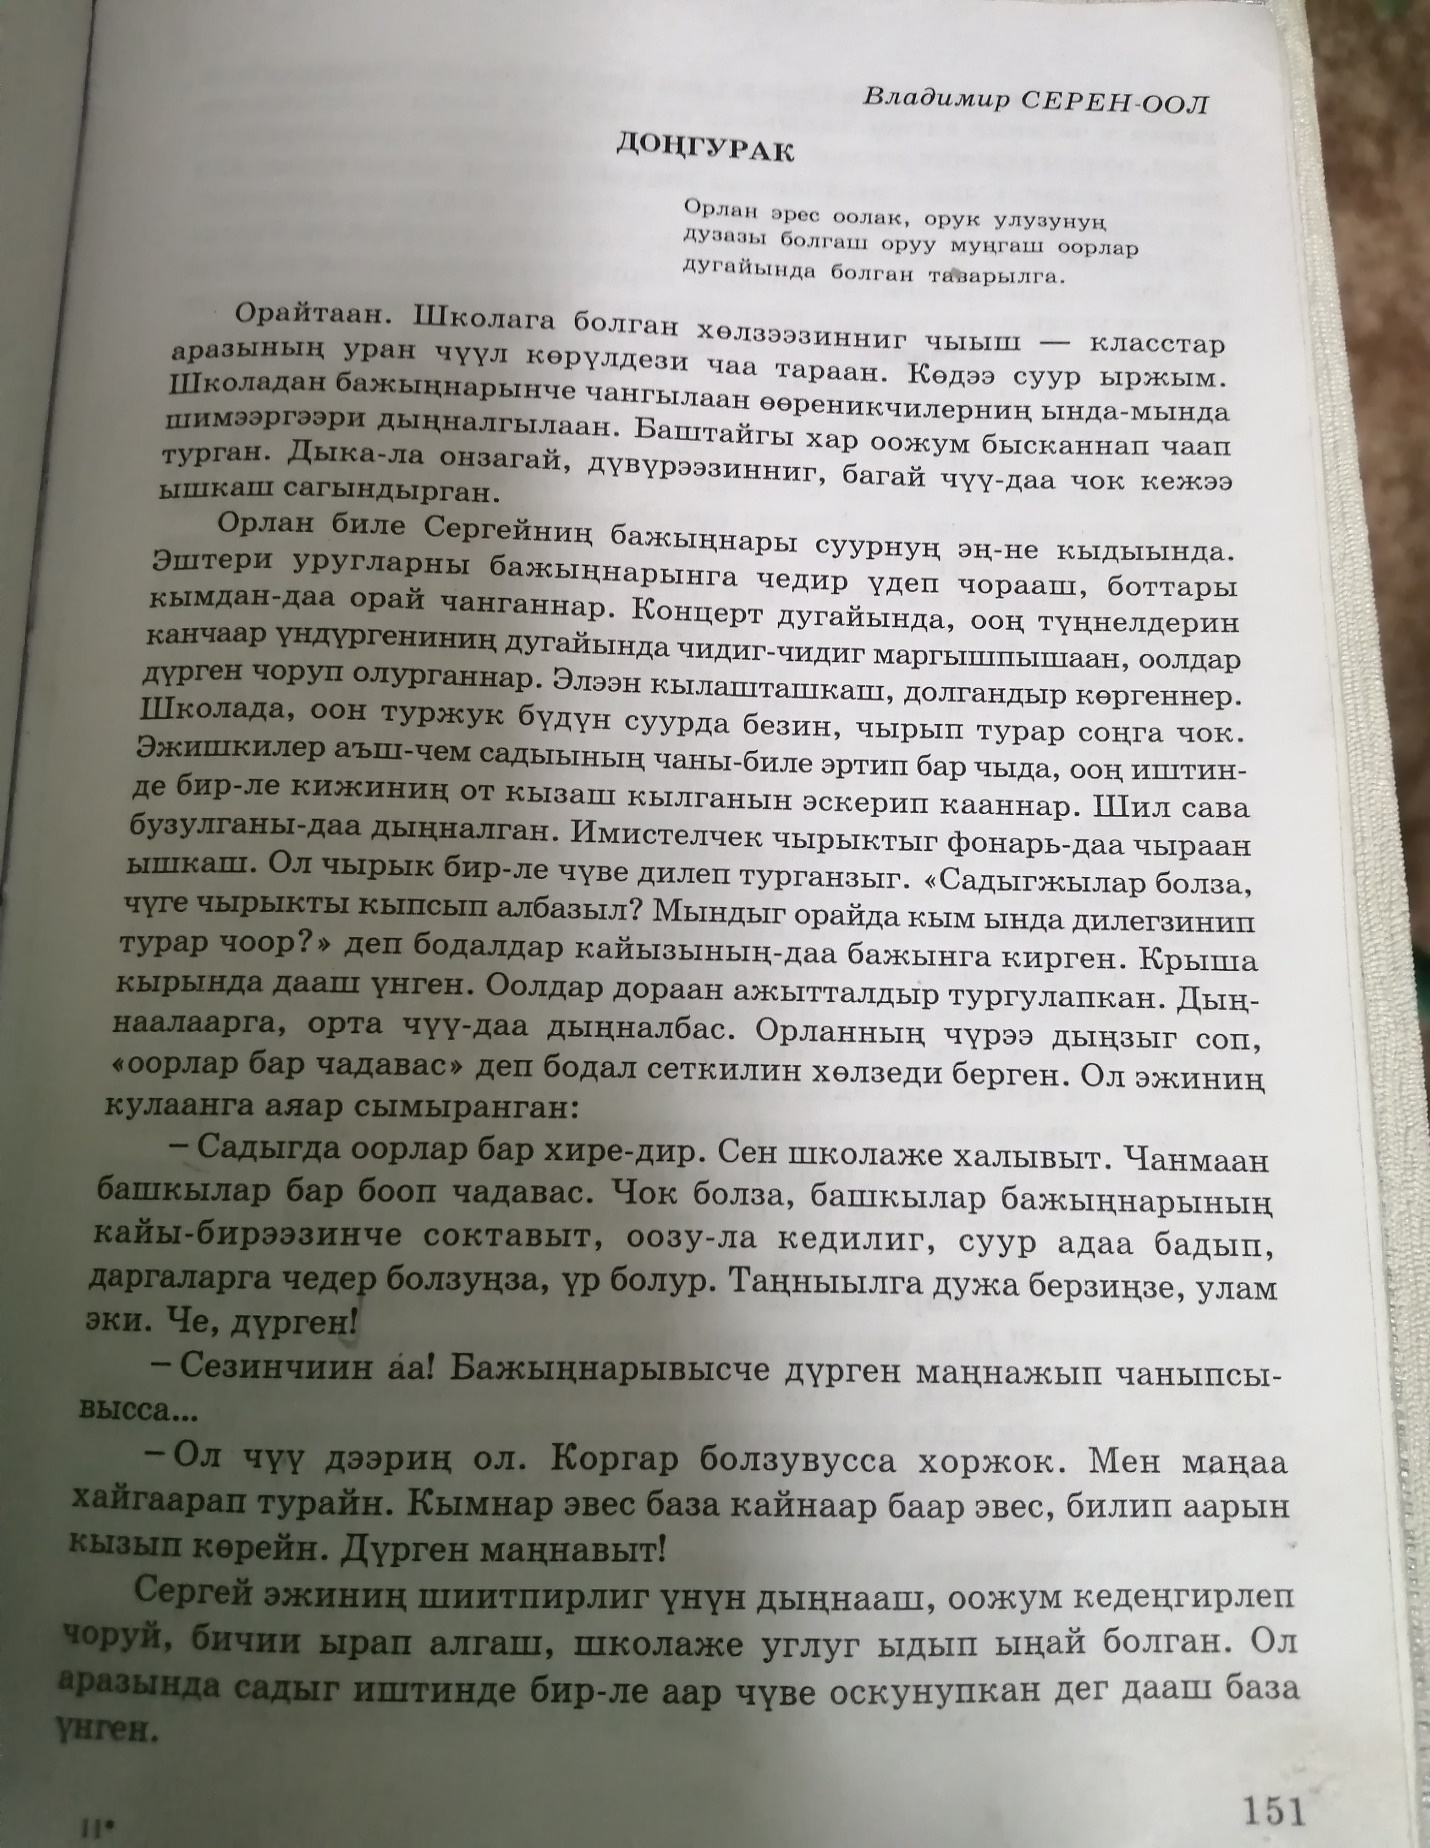 Владимир СЕРЕН-ООЛ
ДОҢГУРАК
Орлан эрес оолак, орук улузунуң
дузазы болгаш оруу муңгаш оорлар
дугайында болган таварылга.
Орайтаан. Школага болган хөлзээзинниг чыыш — класстар
аразының уран чүүл көрүлдези чаа тараан. Көдээ суур ыржым.
Школадан бажыңнарынче чангылаан өөреникчилерниң ында-мында
шимээргээри дыңналгылаан. Баштайгы хар оожум бысканнап чаап
турган. Дыка-ла онзагай, дүвүрээзинниг, багай чүү-даа чок кежээ
ышкаш сагындырган.
Орлан биле Сергейниң бажыңнары суурнуң эң-не кыдыында.
Эштери уругларны бажыңнарынга чедир үдеп чорааш, боттары
кымдан-даа орай чанганнар. Концерт дугайында, ооң түңнелдерин
канчаар үндүргениниң дугайында чидиг-чидиг маргышпышаан, оолдар
дүрген чоруп олурганнар. Элээн кылашташкаш, долгандыр көргеннер.
Школада, оон туржук бүдүн суурда безин, чырып турар соңга чок.
Эжишкилер аъш-чем садыының чаны-биле эртип бар чыда, ооң иштин-
де бир-ле кижиниң от кызаш кылганын эскерип кааннар. Шил сава
бузулганы-даа дыңналган. Имистелчек чырыктыг фонарь-даа чыраан
ышкаш. Ол чырык бир-ле чүве дилеп турганзыг. «Садыгжылар болза,
чүге чырыкты кыпсып албазыл? Мындыг орайда кым ында дилегзинип
турар чоор?» деп бодалдар кайызының-даа бажынга кирген. Крыша
кырында дааш үнген. Оолдар дораан ажытталдыр тургулапкан. Дың-
наалаарга, орта чүү-даа дыңналбас. Орланның чүрээ дыңзыг соп,
«оорлар бар чадавас» деп бодал сеткилин хөлзеди берген. Ол эжиниң
кулаанга аяар сымыранган:
– Садыгда оорлар бар хире-дир. Сен школаже халывыт. Чанмаан
башкылар бар бооп чадавас. Чок болза, башкылар бажыңнарының
кайы-бирээзинче соктавыт, оозу-ла кедилиг, суур адаа бадып,
даргаларга чедер болзуңза, үр болур. Таңныылга дужа берзиңзе, улам
эки. Че, дүрген!
– Сезинчиин аа! Бажыңнарывысче дүрген маңнажып чаныпсы-
высса...
– Ол чүү дээриң ол. Коргар болзувусса хоржок. Мен маңаа
хайгаарап турайн. Кымнар эвес база кайнаар баар эвес, билип аарын
кызып көрейн. Дүрген маңнавыт!
Сергей эжиниң шиитпирлиг үнүн дыңнааш, оожум кедеңгирлеп
чоруй, бичии ырап алгаш, школаже углуг ыдып ыңай болган. Ол
аразында садыг иштинде бир-ле аар чүве оскунупкан дег дааш база
үнген.
11*
151